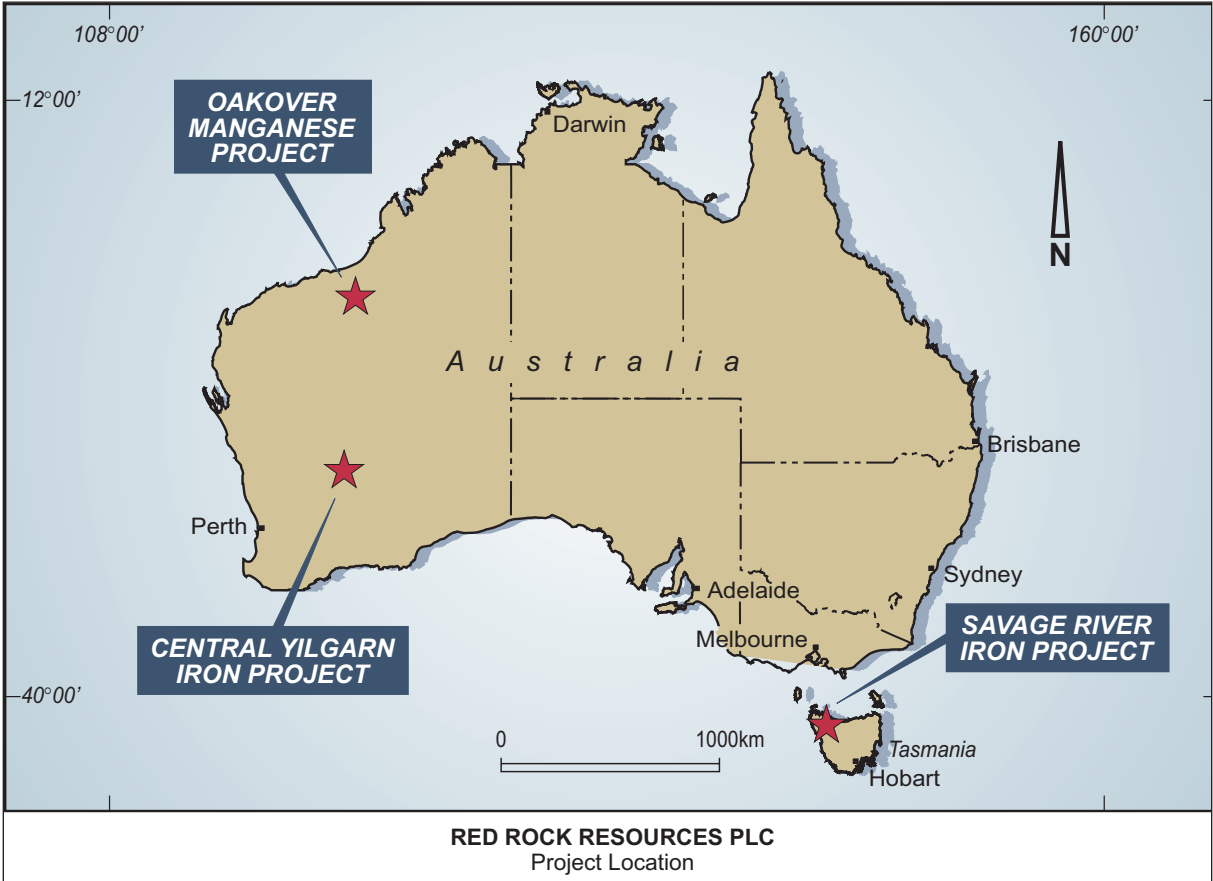 108°00'
160°00'
12°00'
OAKOVER
MANGANESE
PROJECT
Darwin
N
Australia
Brisbane
Perth
Sydney
Adelaide
CENTRAL YILGARN
IRON PROJECT
Melbourne
SAVAGE RIVER
IRON PROJECT
40°00'
0 1000km
Tasmania
Hobart
RED ROCK RESOURCES PLC
Project Location